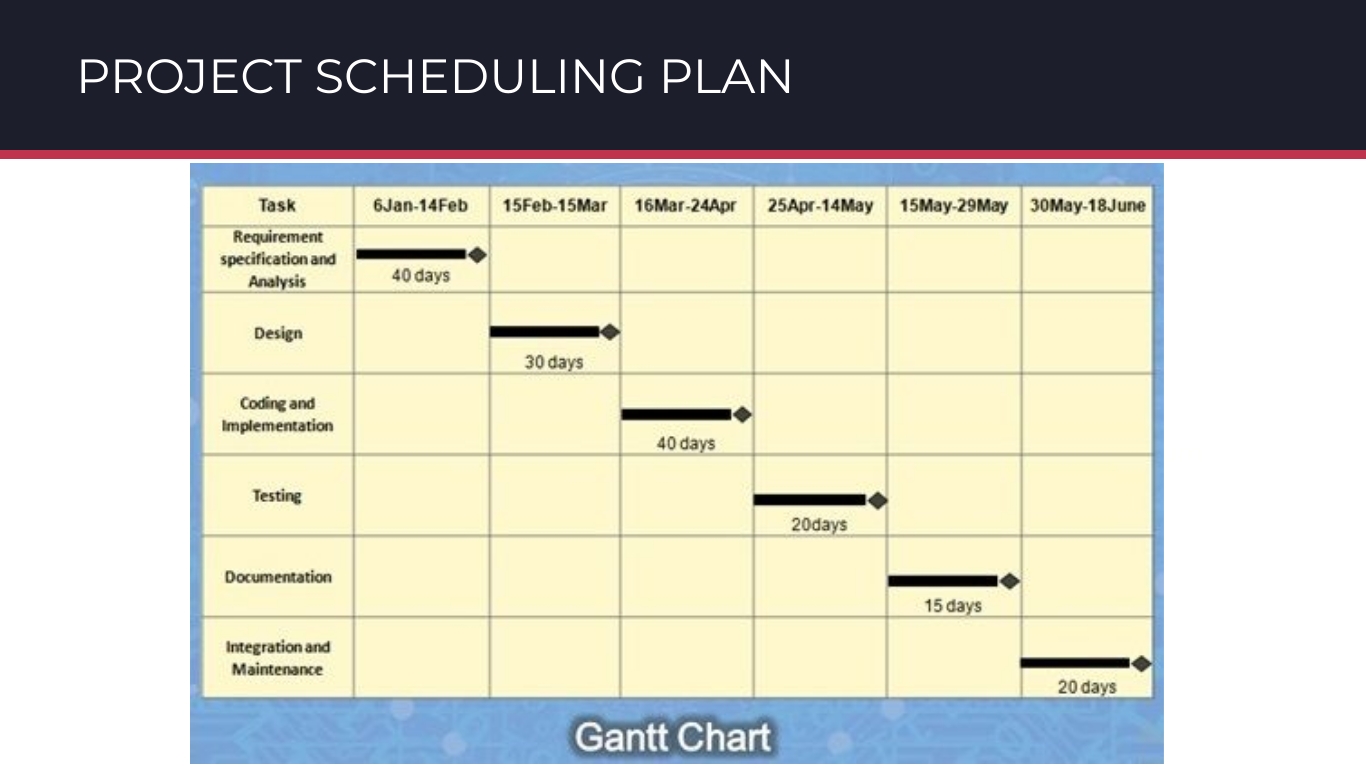 PROJECT SCHEDULING PLAN
Task 6Jan-14Feb 15Feb-15Mar 16Mar-24Apr 25Apr-14May 15May-29May 30May-18June
Requirement
specification and
Analysis
40 days
Design
30 days
Coding and
Implementation
40 days
Testing
20days
Documentation
15 days
Integration and
Maintenance
20 days
Gantt Chart